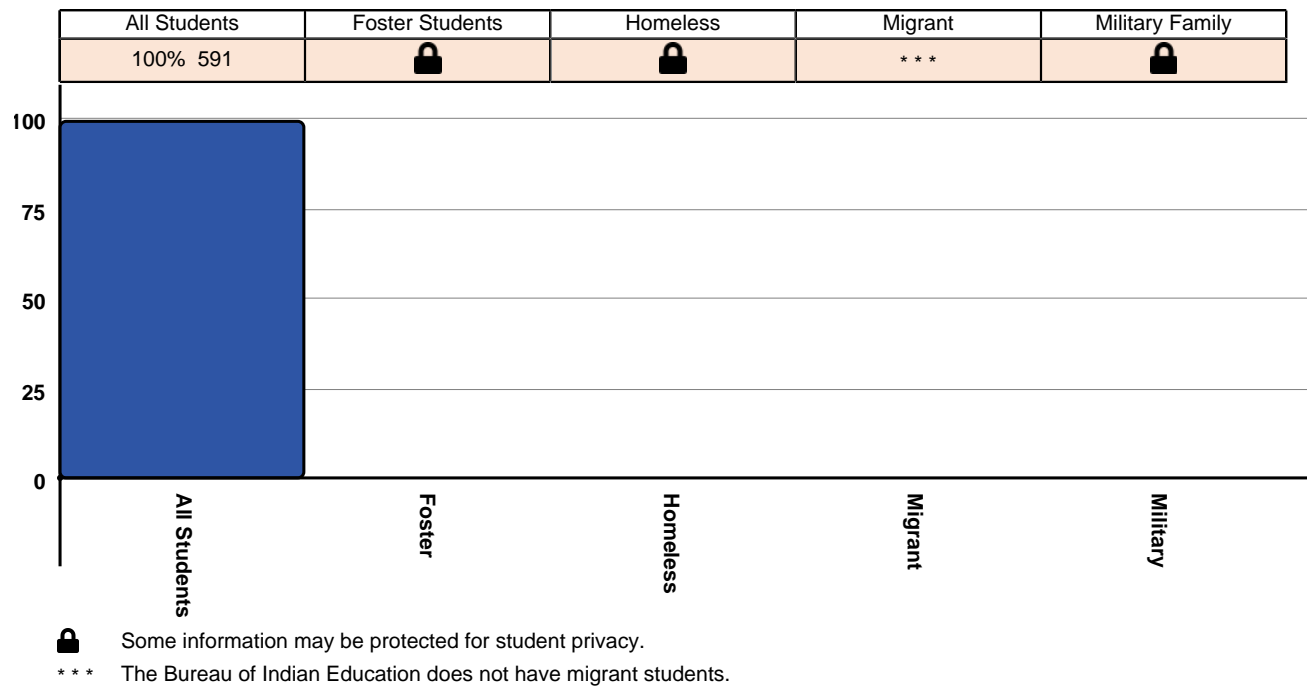 All Students Foster Students Homeless Migrant Military Family
100% 591 * * *
100
75
50
25
0
All Students Foster Homeless Migrant Military
Some information may be protected for student privacy.
* * * The Bureau of Indian Education does not have migrant students.